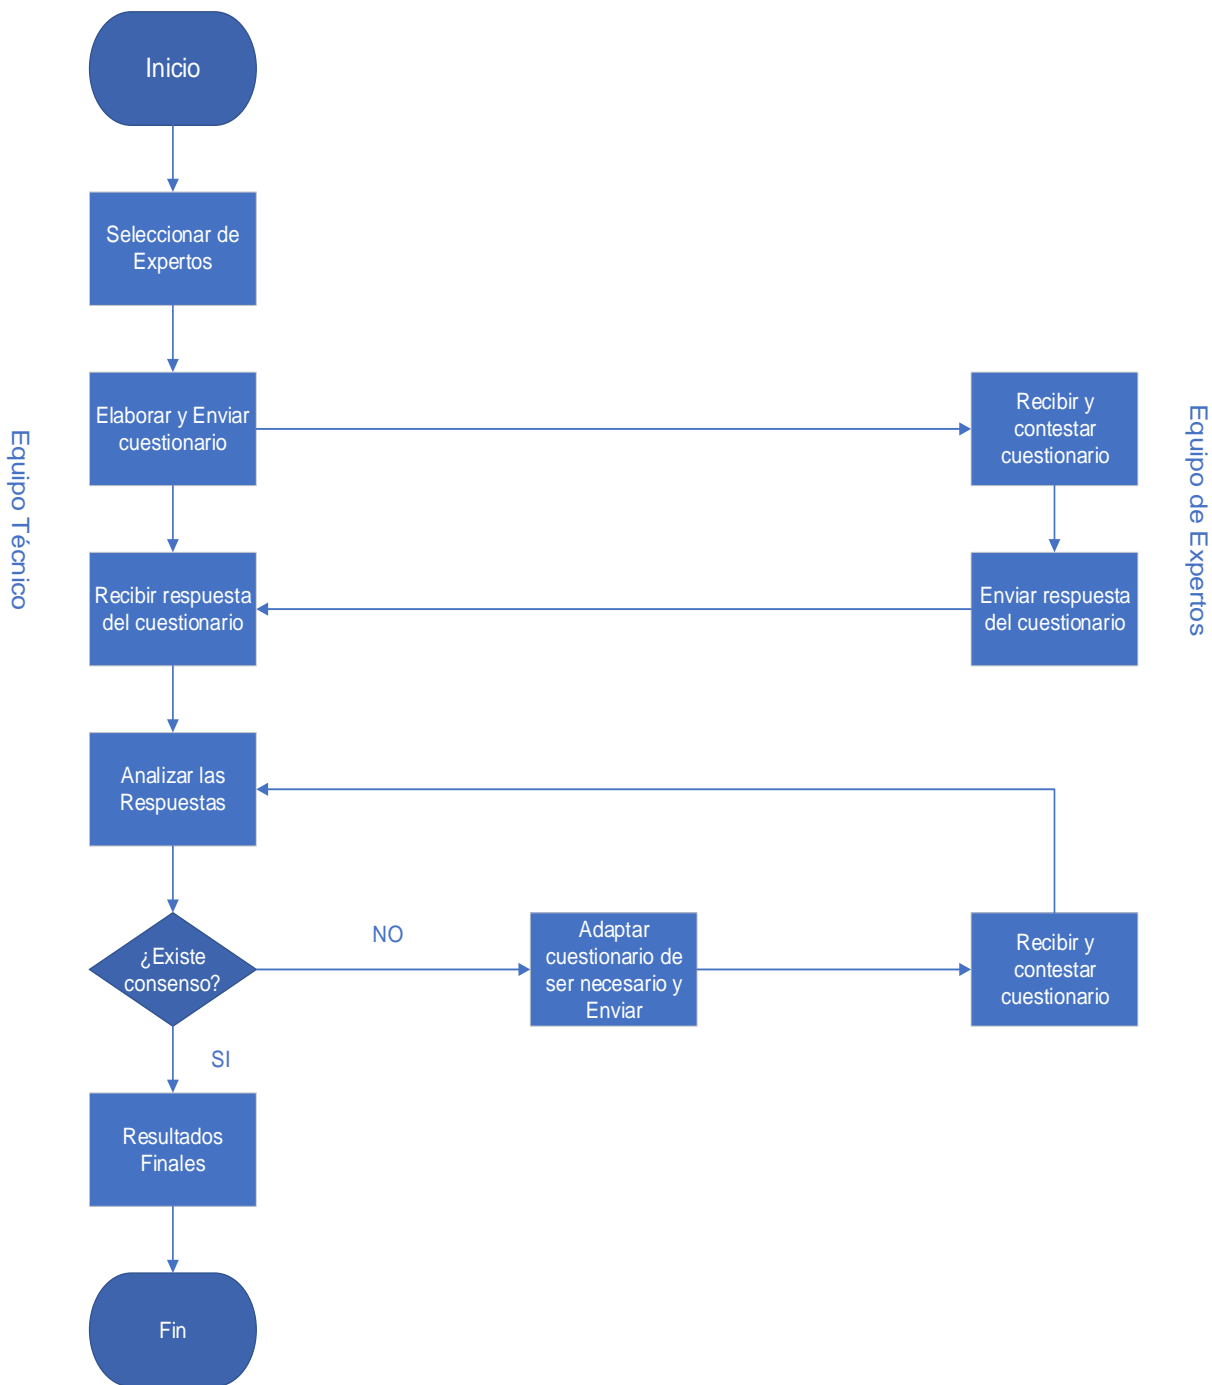 Inicio
Seleccionar de
Expertos
Elaborar y Enviar
cuestionario
Recibir y
contestar
cuestionario
Equipo Técnico
Equipo de Expertos
Recibir respuesta
del cuestionario
Enviar respuesta
del cuestionario
Analizar las
Respuestas
¿Existe
consenso?
NO
Adaptar
cuestionario de
ser necesario y
Enviar
Recibir y
contestar
cuestionario
SI
Resultados
Finales
Fin